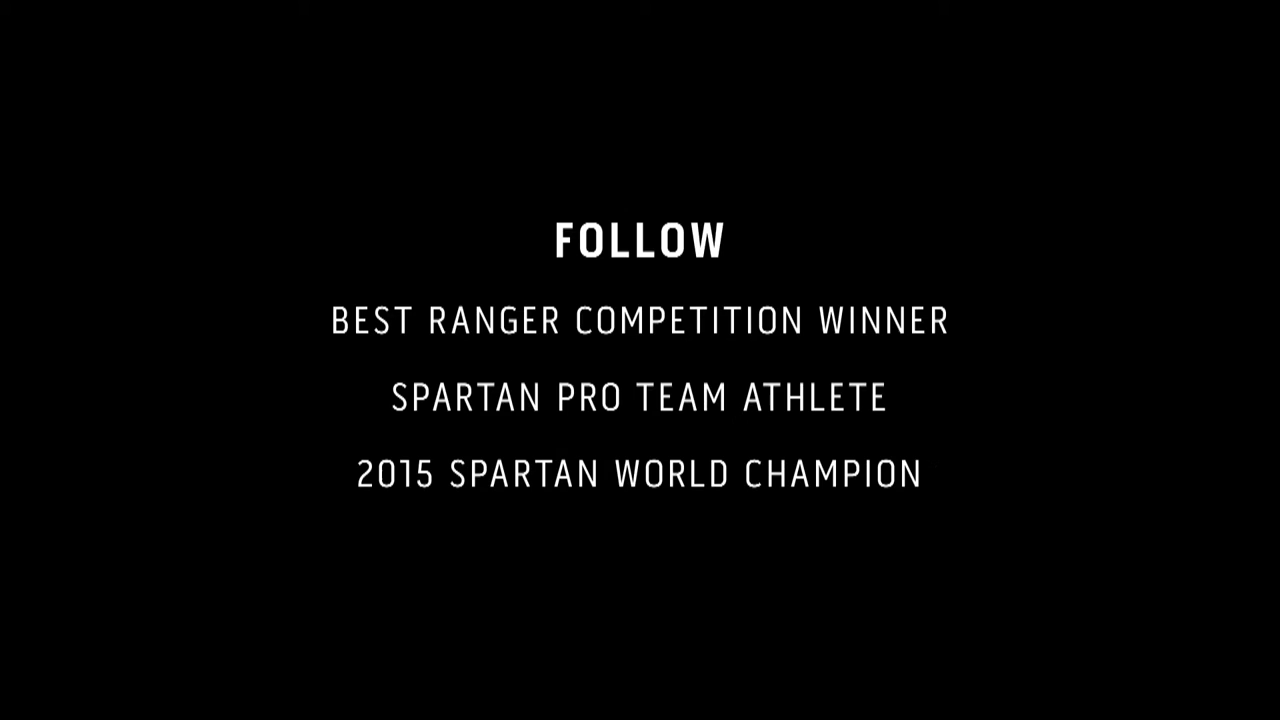 FOLLOW
BEST RANGER COMPETITION WINNER
SPARTAN PRO TEAM ATHLETE
2015 SPARTAN WORLD CHAMPION